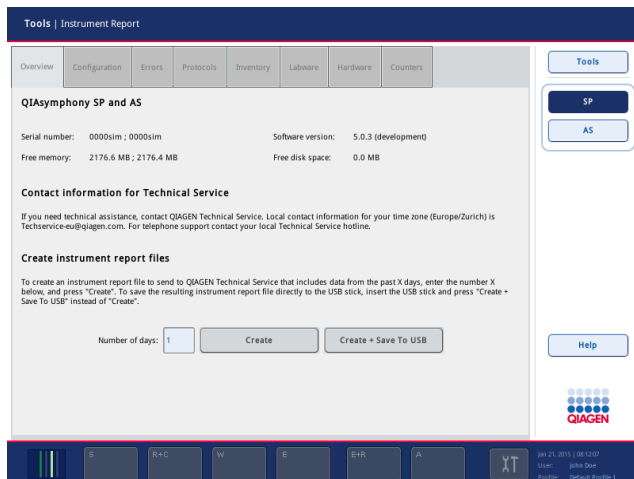 Tools | Instrument Report
Overview
Configuration
Errors
Protocols
Inventory
Labware
Hardware
Counters
Tools
SP
AS
QIAsymphony SP and AS
Serial number: 0000sim ; 0000sim Software version: 5.0.3 (development)
Free memory: 2176.6 MB ; 2176.4 MB Free disk space: 0.0 MB
Contact information for Technical Service
If you need technical assistance, contact QIAGEN Technical Service. Local contact information for your time zone (Europe/Zurich) is
Techservice-eu@qiagen.com. For telephone support contact your local Technical Service hotline.
Create instrument report files
To create an instrument report file to send to QIAGEN Technical Service that includes data from the past X days, enter the number X
below, and press "Create". To save the resulting instrument report file directly to the USB stick, insert the USB stick and press "Create +
Save To USB" instead of "Create".
Number of days: 1 Create Create + Save To USB
Help
QIAGEN
S
R+C
W
E
E+R
A
Jan 21, 2015 | 08:12:07
User: John Doe
Profile: Default Profile 1